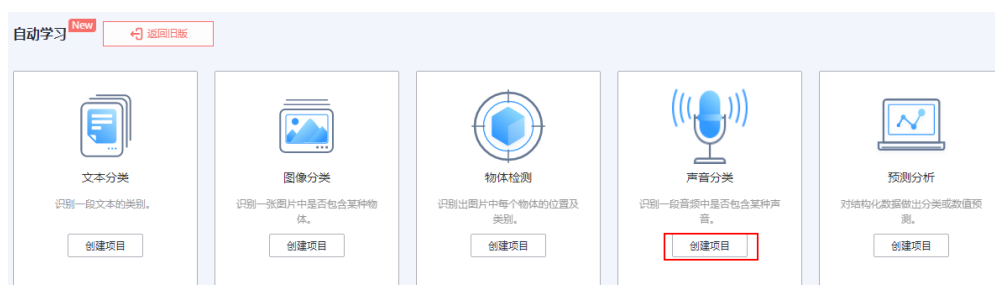 自动学习 New 返回旧版
文本分类
识别一段文本的类别。
创建项目
图像分类
识别一张图片中是否包含某种物
体。
创建项目
物体检测
识别出图片中每个物体的位置及
类别。
创建项目
声音分类
识别一段音频中是否包含某种声
音。
创建项目
预测分析
对结构化数据做出分类或数值预
测。
创建项目